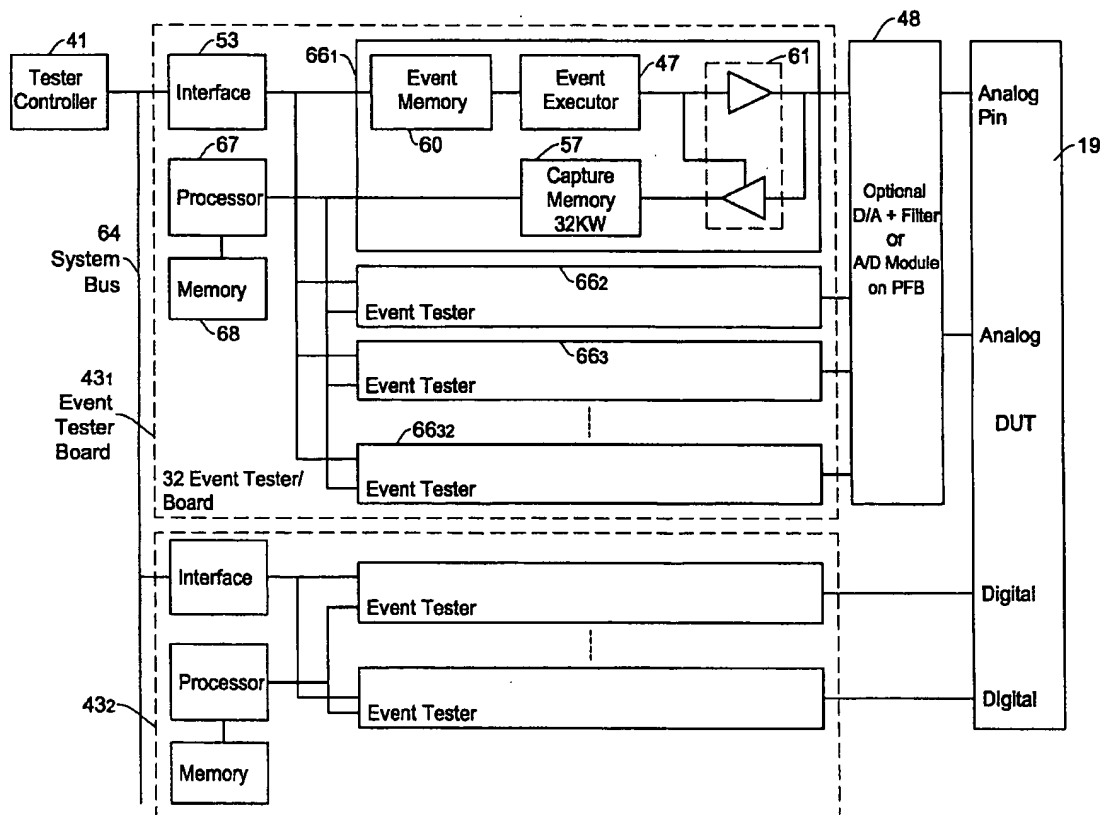 41
Tester
Controller
53
Interface
66₁
Event
Memory
60
Event
Executor
47
61
48
Analog
Pin
19
67
Processor
57
Capture
Memory
32KW
Optional
D/A + Filter
or
A/D Module
on PFB
64
System
Bus
Memory
68
66₂
Event Tester
Analog
66₃
Event Tester
43₁
Event
Tester
Board
DUT
66₃₂
Event Tester
32 Event Tester/
Board
Interface
Event Tester
Digital
Processor
43₂
Event Tester
Digital
Memory